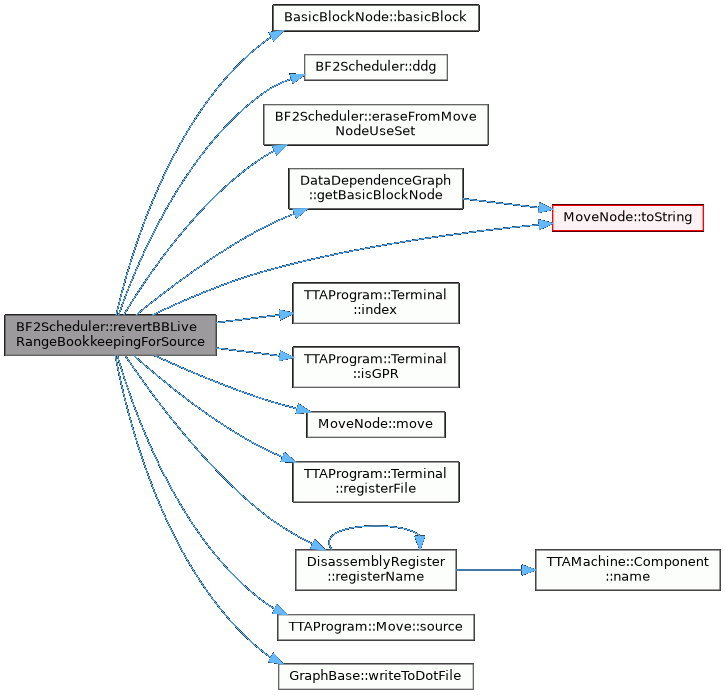 BasicBlockNode::basicBlock
BF2Scheduler::ddg
BF2Scheduler::eraseFromMove
NodeUseSet
DataDependenceGraph
::getBasicBlockNode
MoveNode::toString
TTAProgram::Terminal
::index
BF2Scheduler::revertBBLive
RangeBookkeepingForSource
TTAProgram::Terminal
::isGPR
MoveNode::move
TTAProgram::Terminal
::registerFile
DisassemblyRegister
::registerName
TTAMachine::Component
::name
TTAProgram::Move::source
GraphBase::writeToDotFile